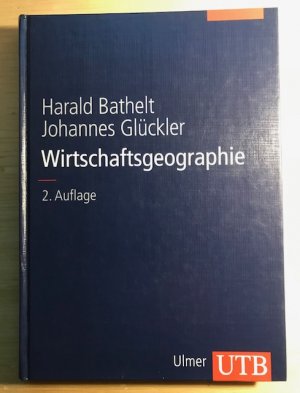 Harald Bathelt
Johannes Glückler
Wirtschaftsgeographie
2. Auflage
Ulmer UTB